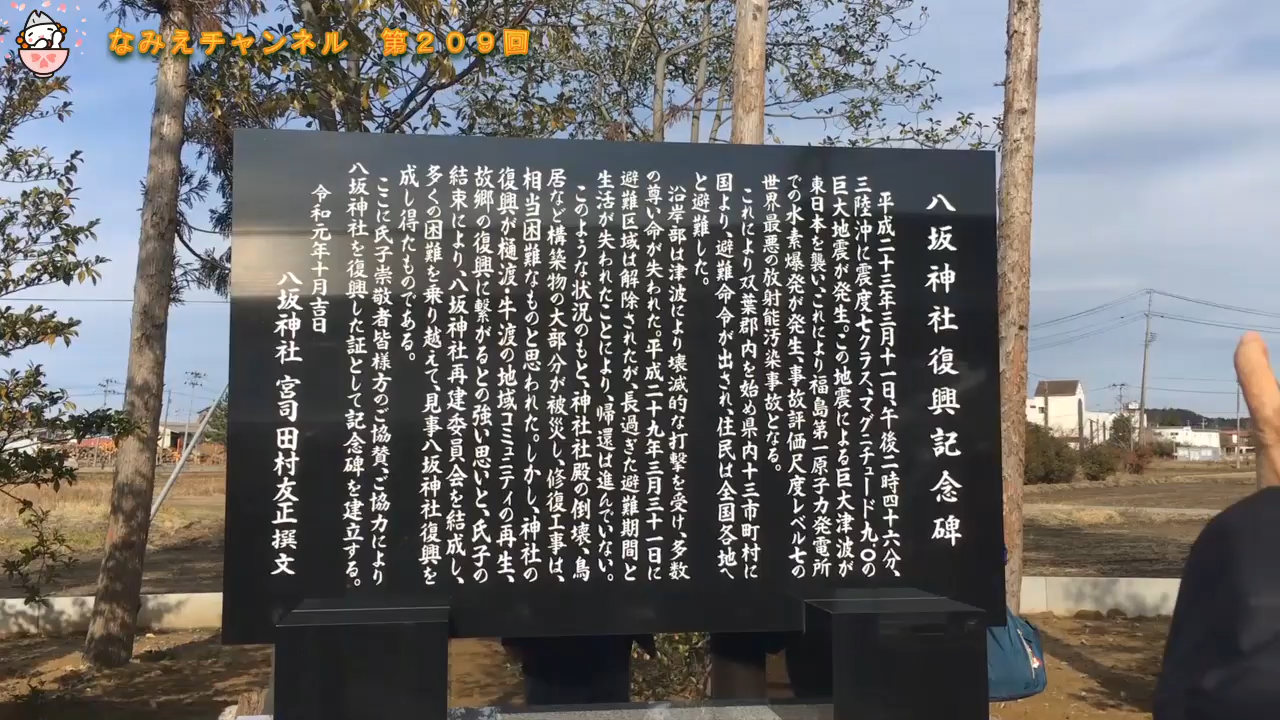 なみえチャンネル 第209回
八坂神社復興記念碑
平成二十三年三月十一日、午後二時四十六分、
三陸沖に震度七クラス、マグニチュード九、〇の
巨大地震が発生。この地震による巨大津波が
東日本を襲い、これにより福島第一原子力発電所
での水素爆発が発生、事故評価尺度レベル七の
世界最悪の放射能汚染事故となる。
これにより双葉郡内を始め県内十三市町村に
国より、避難命令が出され、住民は全国各地へ
と避難した。
沿岸部は津波により壊滅的な打撃を受け、多数
の尊い命が失われた。平成二十九年三月三十一日に
避難区域は解除されたが、長過ぎた避難期間と
生活が失われたことにより、帰還は進んでいない。
このような状況のもと、神社社殿の倒壊、鳥
居など構築物の大部分が被災し、修復工事は、
相当困難なものと思われた。しかし、神社の
復興が樋渡・牛渡の地域コミュニティの再生、
故郷の復興に繋がるとの強い思いと、氏子の
結束により、八坂神社再建委員会を結成し、
多くの困難を乗り越えて、見事八坂神社復興を
成し得たものである。
ここに氏子崇敬者皆様方のご協賛、ご協力により
八坂神社を復興した証として記念碑を建立する。
令和元年十月吉日
八坂神社 宮司田村友正撰文